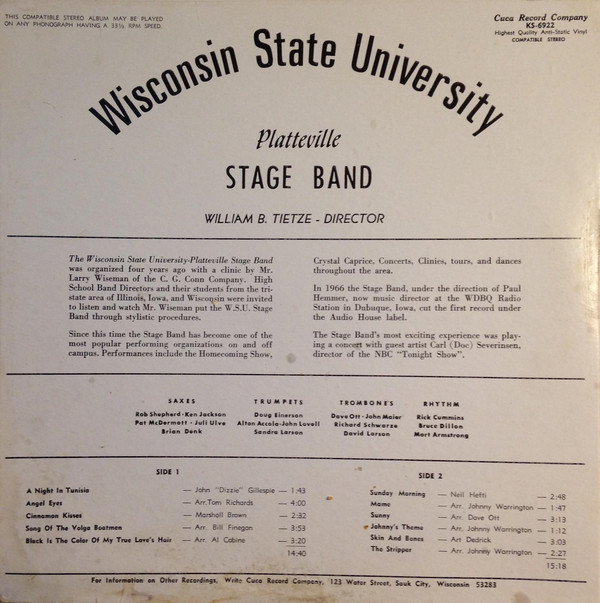 THIS COMPATIBLE STEREO ALBUM MAY BE PLAYED
ON ANY PHONOGRAPH HAVING A 33⅓ RPM SPEED.
Cuca Record Company
KS-6922
Highest Quality Anti-Static Vinyl
COMPATIBLE STEREO
Wisconsin State University
Platteville
STAGE BAND
WILLIAM B. TIETZE - DIRECTOR
The Wisconsin State University-Platteville Stage Band
was organized four years ago with a clinic by Mr.
Larry Wiseman of the C. G. Conn Company. High
School Band Directors and their students from the tri-
state area of Illinois, Iowa, and Wisconsin were invited
to listen and watch Mr. Wiseman put the W.S.U. Stage
Band through stylistic procedures.
Since this time the Stage Band has become one of the
most popular performing organizations on and off
campus. Performances include the Homecoming Show,
Crystal Caprice, Concerts, Clinics, tours, and dances
throughout the area.
In 1966 the Stage Band, under the direction of Paul
Hemmer, now music director at the WDBQ Radio
Station in Dubuque, Iowa, cut the first record under
the Audio House label.
The Stage Band's most exciting experience was play-
ing a concert with guest artist Carl (Doc) Severinsen,
director of the NBC "Tonight Show".
SAXES
Rob Shepherd-Ken Jackson
Pat McDermott - Juli Ulve
Brian Denk
TRUMPETS
Doug Einerson
Alton Accola-John Lovell
Sandra Larson
TROMBONES
Dave Ott - John Maier
Richard Schwarze
David Larson
RHYTHM
Rick Cummins
Bruce Dillon
Mort Armstrong
SIDE 1
A Night In Tunisia — John "Dizzie" Gillespie — 1:43
Angel Eyes — Arr. Tom Richards — 4:00
Cinnamon Kisses — Marshall Brown — 2:32
Song Of The Volga Boatmen — Arr. Bill Finegan — 3:53
Black Is The Color Of My True Love's Hair — Arr. Al Cobine — 3:20
14:40
SIDE 2
Sunday Morning — Neil Hefti — 2:48
Mame — Arr. Johnny Warrington — 1:47
Sunny — Arr. Dave Ott — 3:13
Johnny's Theme — Arr. Johnny Warrington — 1:12
Skin And Bones — Art Dedrick — 3:03
The Stripper — Arr. Johnny Warrington — 2:27
15:18
For Information on Other Recordings, Write Cuca Record Company, 123 Water Street, Sauk City, Wisconsin 53283